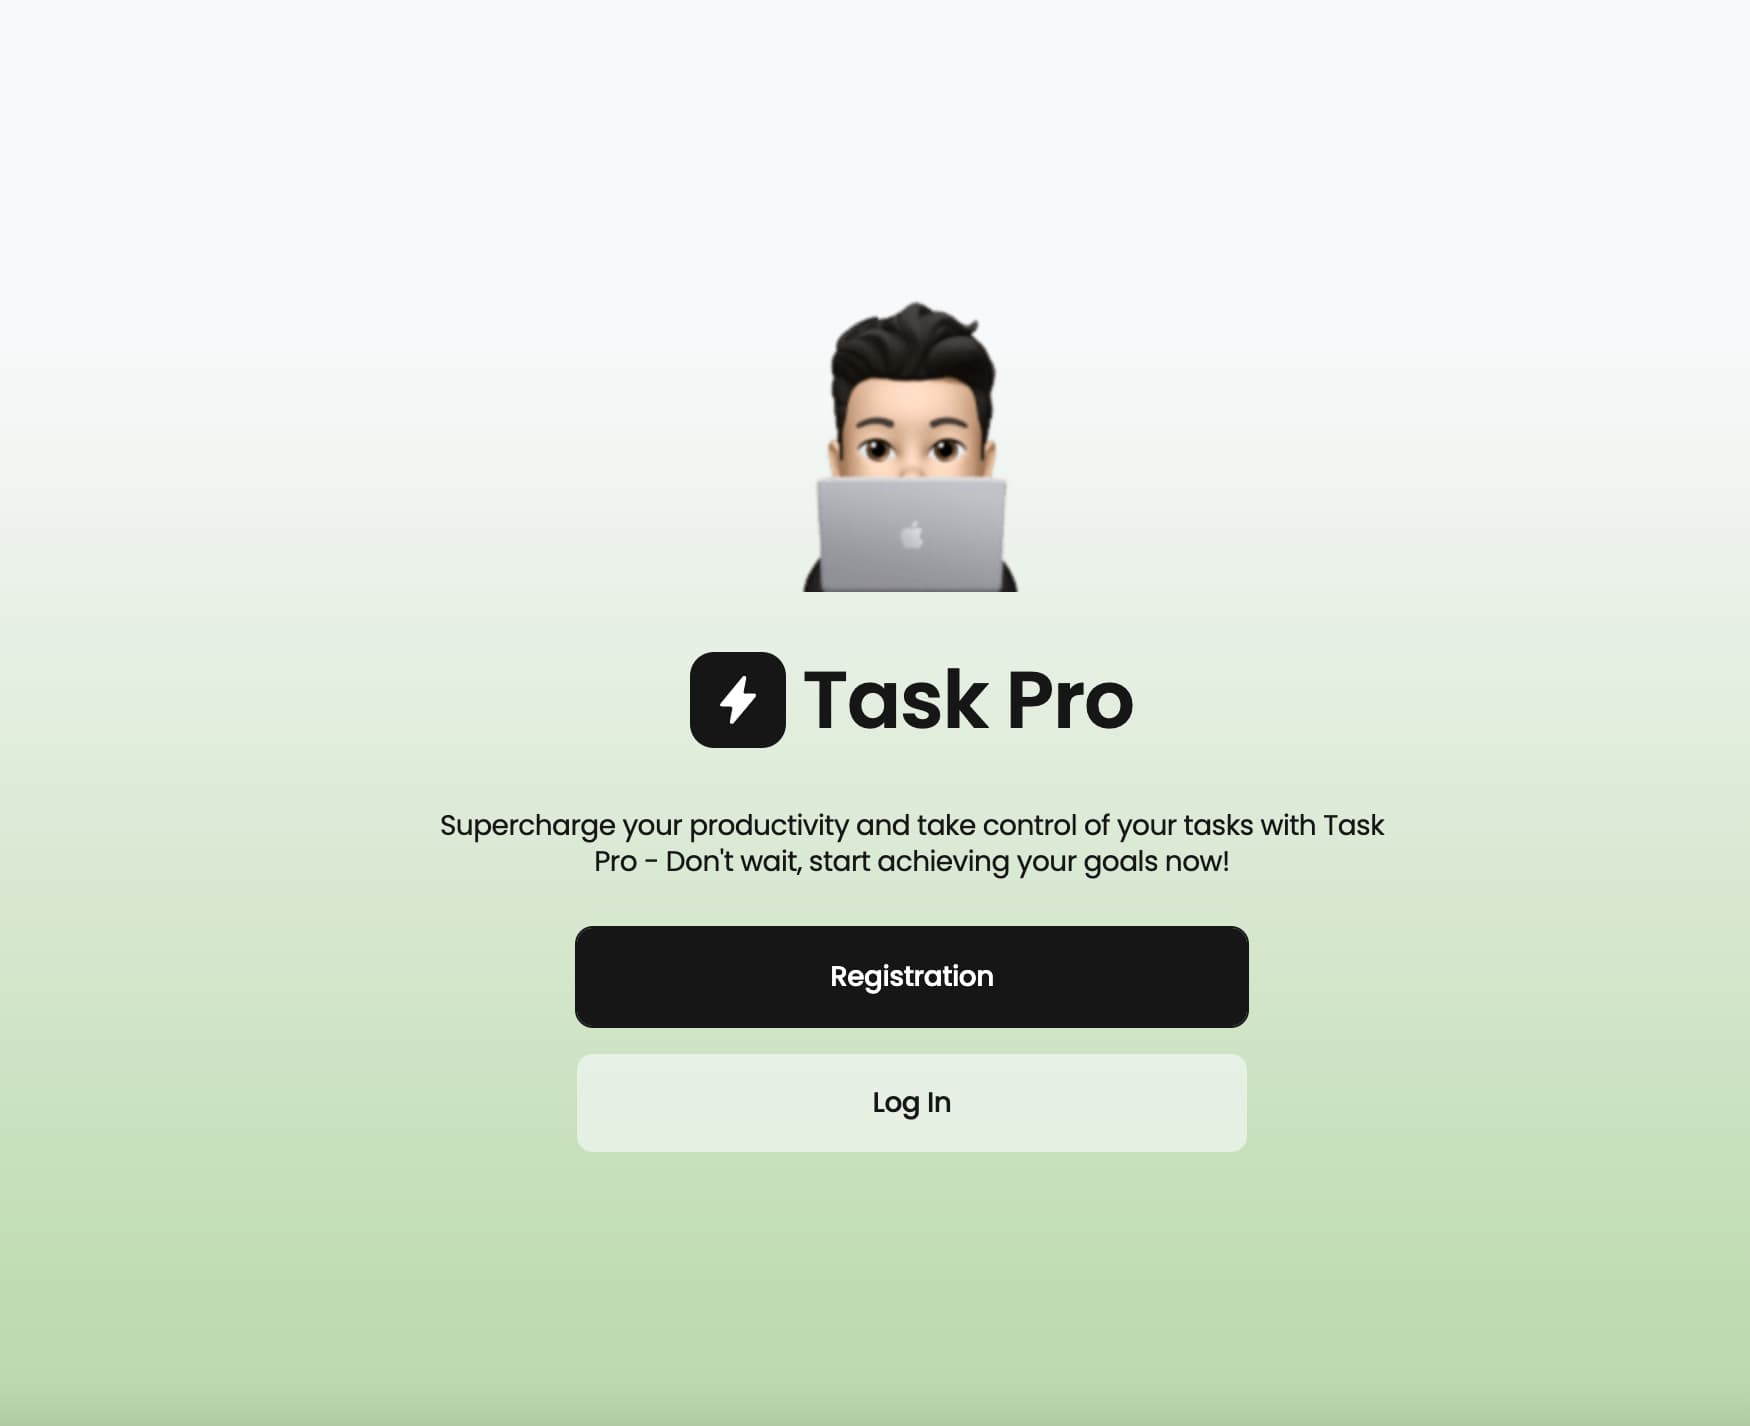 Task Pro
Supercharge your productivity and take control of your tasks with Task
Pro - Don't wait, start achieving your goals now!
Registration
Log In